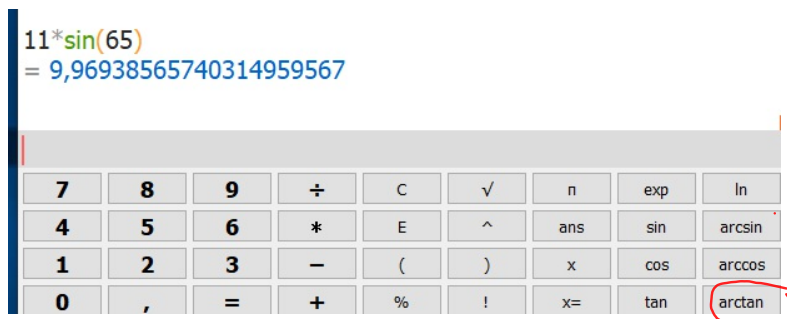 11*sin(65)
= 9,96938565740314959567
7 8 9 ÷ C √ п exp ln
4 5 6 * E ^ ans sin arcsin
1 2 3 − ( ) x cos arccos
0 , = + % ! x= tan arctan